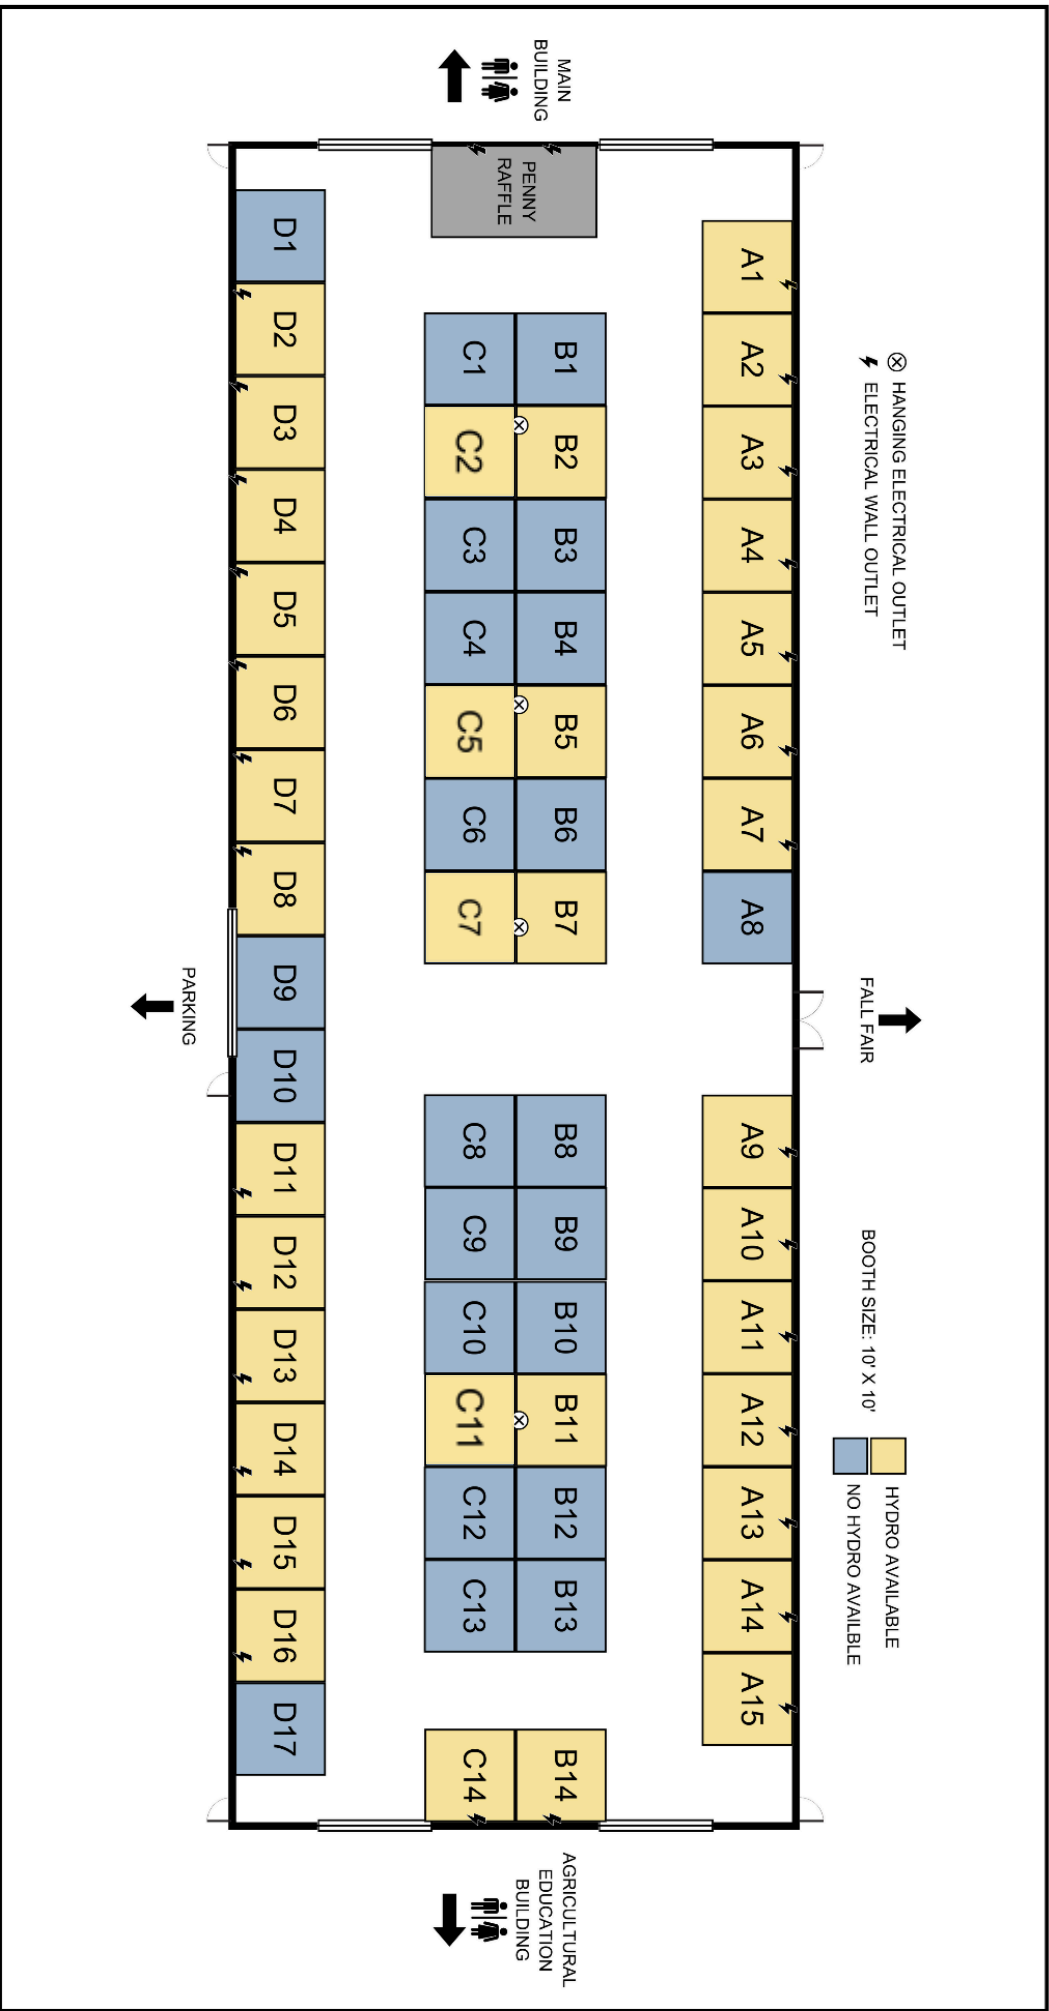 HANGING ELECTRICAL OUTLET
ELECTRICAL WALL OUTLET
BOOTH SIZE: 10' X 10'
HYDRO AVAILABLE
NO HYDRO AVAILBLE
FALL FAIR
A1
A2
A3
A4
A5
A6
A7
A8
A9
A10
A11
A12
A13
A14
A15
MAIN
BUILDING
PENNY
RAFFLE
B1
B2
B3
B4
B5
B6
B7
B8
B9
B10
B11
B12
B13
B14
C1
C2
C3
C4
C5
C6
C7
C8
C9
C10
C11
C12
C13
C14
AGRICULTURAL
EDUCATION
BUILDING
D1
D2
D3
D4
D5
D6
D7
D8
D9
D10
D11
D12
D13
D14
D15
D16
D17
PARKING